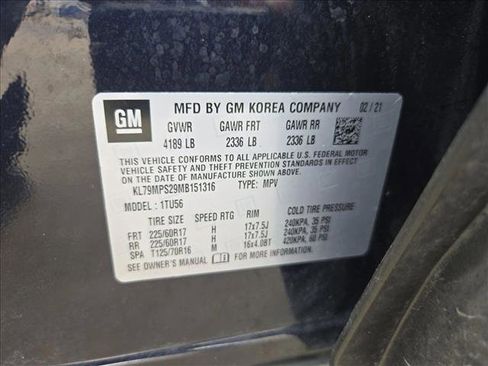 GM MFD BY GM KOREA COMPANY 02/21
GVWR GAWR FRT GAWR RR
4189 LB 2336 LB 2336 LB
THIS VEHICLE CONFORMS TO ALL APPLICABLE U.S. FEDERAL MOTOR
VEHICLE SAFETY AND THEFT PREVENTION STANDARDS IN EFFECT ON
THE DATE OF MANUFACTURE SHOWN ABOVE.
KL79MPS29MB151316 TYPE: MPV
MODEL: 1TU56
SPEED RTG RIM COLD TIRE PRESSURE
FRT 225/60R17 H 17x7.5J 240KPA, 35 PSI
RR 225/60R17 H 17x7.5J 240KPA, 35 PSI
SPA T125/70R16 M 16x4.0BT 420KPA, 60 PSI
SEE OWNER'S MANUAL FOR MORE INFORMATION.